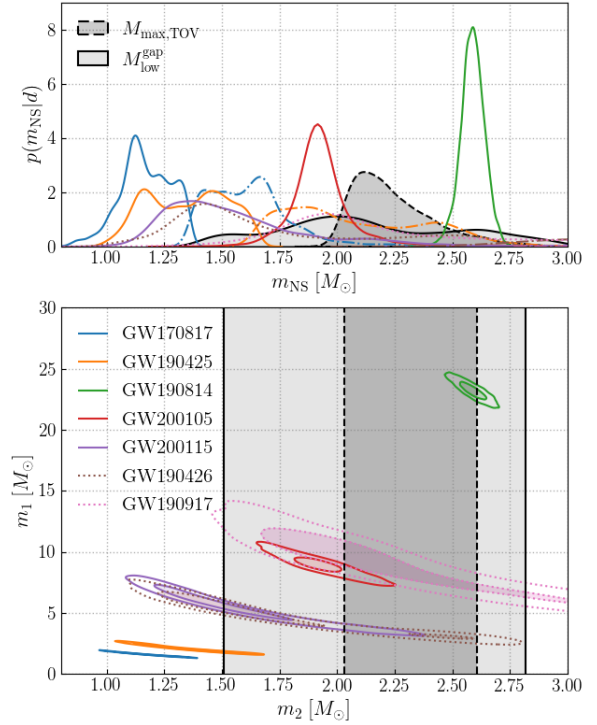 8
6
4
2
0
p(m_NS|d)
M_max,TOV
M_low^gap
1.00 1.25 1.50 1.75 2.00 2.25 2.50 2.75 3.00
m_NS [M_⊙]
30
25
20
15
10
5
0
m_1 [M_⊙]
GW170817
GW190425
GW190814
GW200105
GW200115
GW190426
GW190917
1.00 1.25 1.50 1.75 2.00 2.25 2.50 2.75 3.00
m_2 [M_⊙]